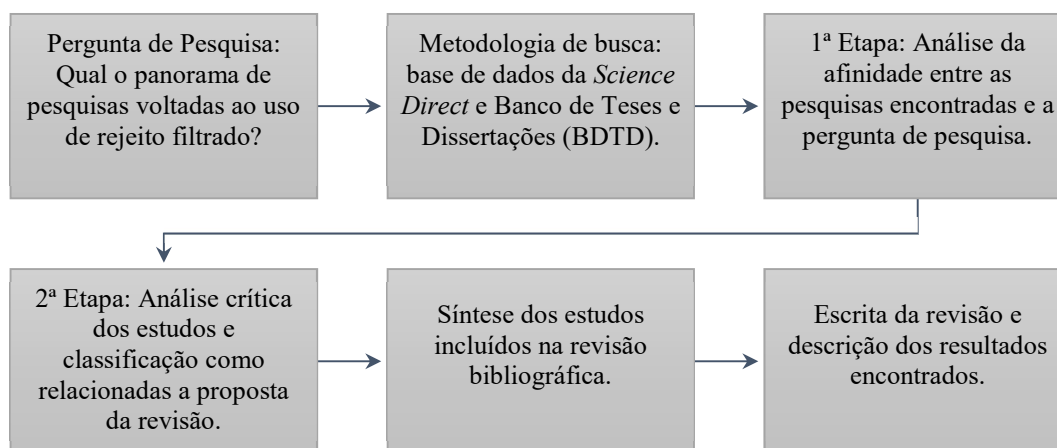 Pergunta de Pesquisa:
Qual o panorama de
pesquisas voltadas ao uso
de rejeito filtrado?
Metodologia de busca:
base de dados da Science
Direct e Banco de Teses e
Dissertações (BDTD).
1ª Etapa: Análise da
afinidade entre as
pesquisas encontradas e a
pergunta de pesquisa.
2ª Etapa: Análise crítica
dos estudos e
classificação como
relacionadas a proposta
da revisão.
Síntese dos estudos
incluídos na revisão
bibliográfica.
Escrita da revisão e
descrição dos resultados
encontrados.